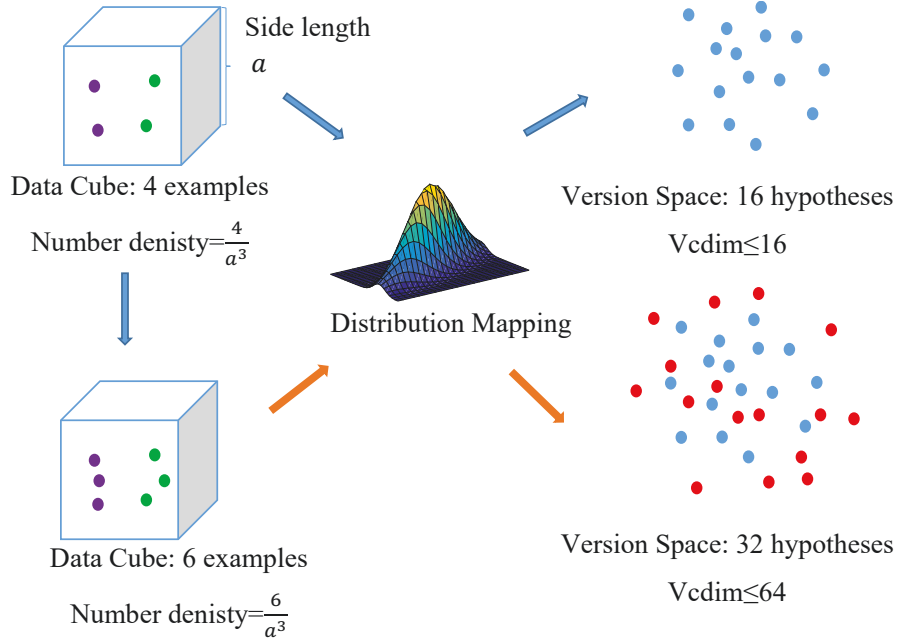 Side length
a
Data Cube: 4 examples
Number denisty=4/a³
Version Space: 16 hypotheses
Vcdim≤16
Distribution Mapping
Data Cube: 6 examples
Number denisty=6/a³
Version Space: 32 hypotheses
Vcdim≤64